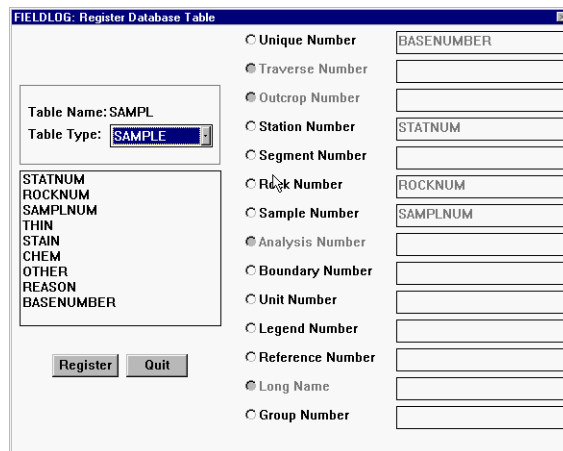 FIELDLOG: Register Database Table
Table Name: SAMPL
Table Type: SAMPLE
STATNUM
ROCKNUM
SAMPLNUM
THIN
STAIN
CHEM
OTHER
REASON
BASENUMBER
Register Quit
Unique Number BASENUMBER
Traverse Number
Outcrop Number
Station Number STATNUM
Segment Number
Rock Number ROCKNUM
Sample Number SAMPLNUM
Analysis Number
Boundary Number
Unit Number
Legend Number
Reference Number
Long Name
Group Number